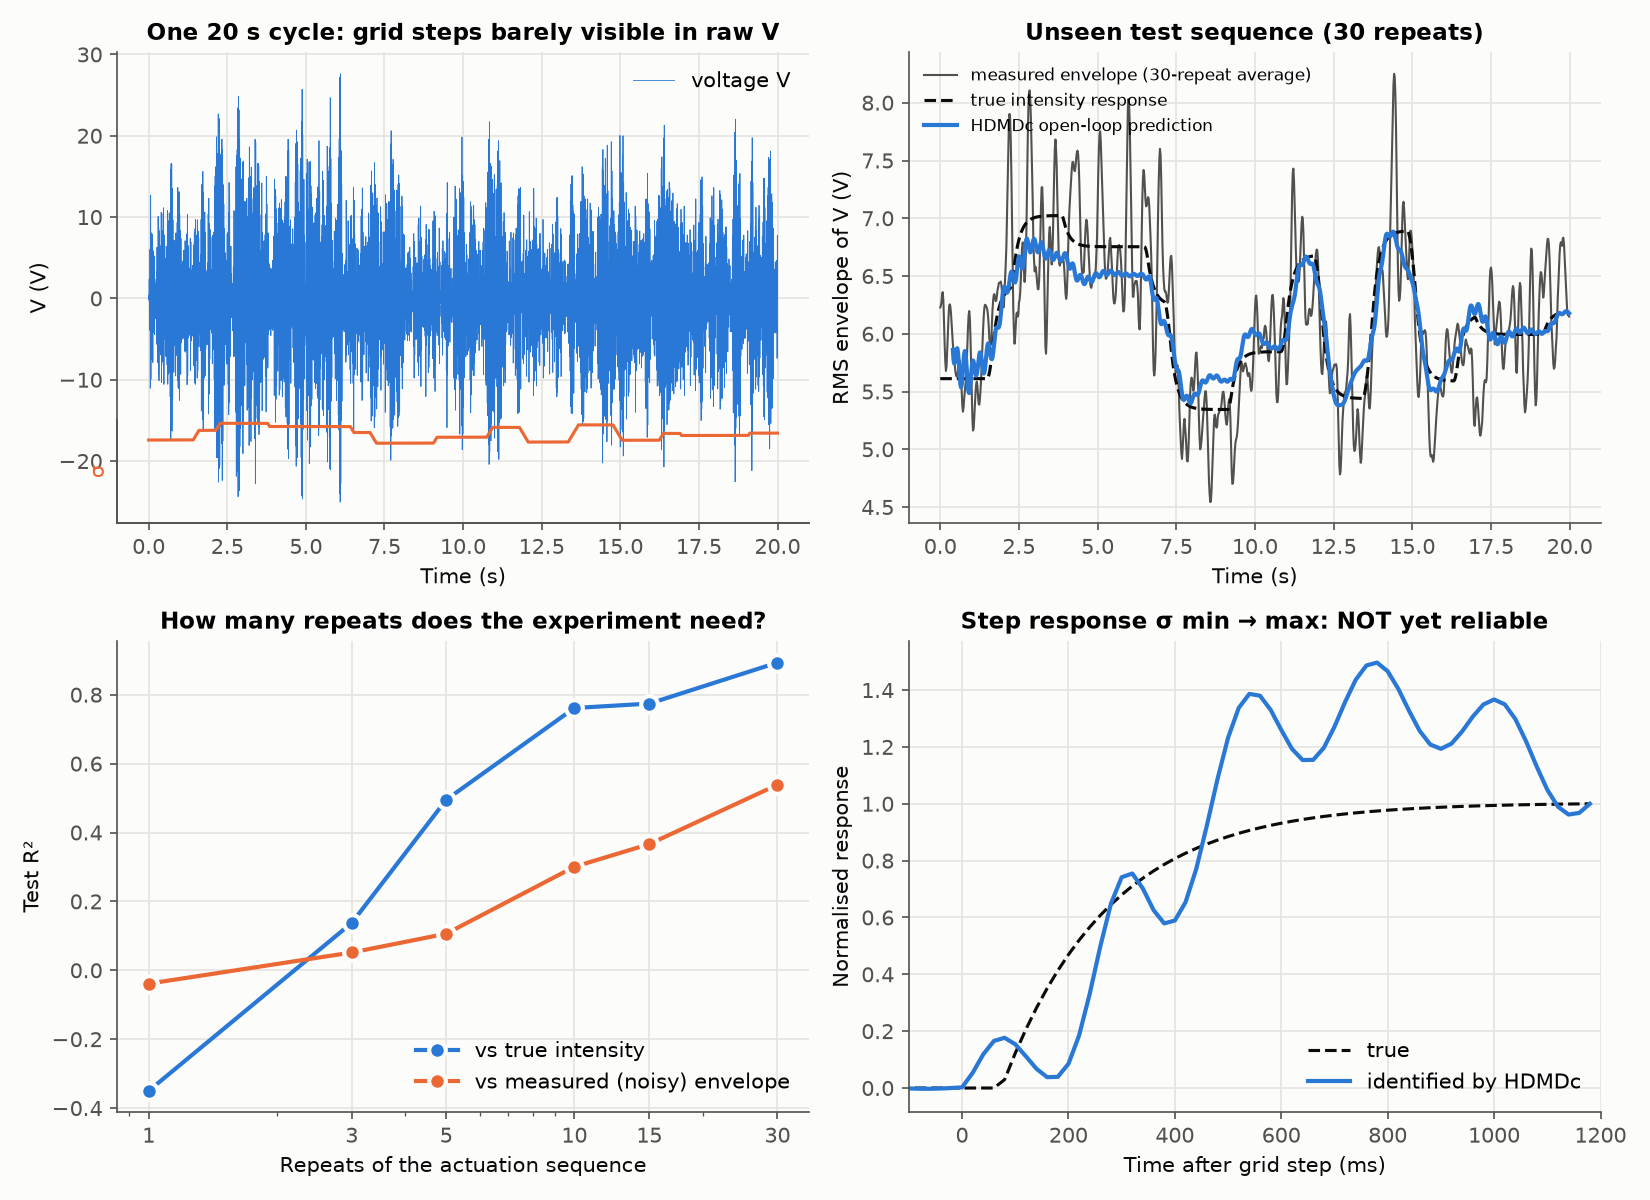 One 20 s cycle: grid steps barely visible in raw V
voltage V
30
20
10
0
−10
−20
V (V)
σ
0.0 2.5 5.0 7.5 10.0 12.5 15.0 17.5 20.0
Time (s)
Unseen test sequence (30 repeats)
measured envelope (30-repeat average)
true intensity response
HDMDc open-loop prediction
8.0
7.5
7.0
6.5
6.0
5.5
5.0
4.5
RMS envelope of V (V)
0.0 2.5 5.0 7.5 10.0 12.5 15.0 17.5 20.0
Time (s)
How many repeats does the experiment need?
0.8
0.6
0.4
0.2
0.0
−0.2
−0.4
Test R²
vs true intensity
vs measured (noisy) envelope
1 3 5 10 15 30
Repeats of the actuation sequence
Step response σ min → max: NOT yet reliable
1.4
1.2
1.0
0.8
0.6
0.4
0.2
0.0
Normalised response
true
identified by HDMDc
0 200 400 600 800 1000 1200
Time after grid step (ms)